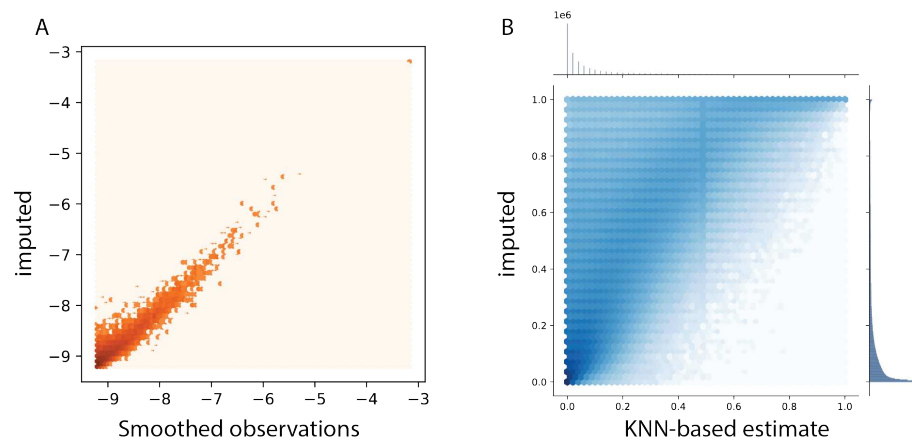 A
−3
−4
−5
−6
−7
−8
−9
imputed
−9 −8 −7 −6 −5 −4 −3
Smoothed observations
B
1e6
1.0
0.8
0.6
0.4
0.2
0.0
imputed
0.0 0.2 0.4 0.6 0.8 1.0
KNN-based estimate